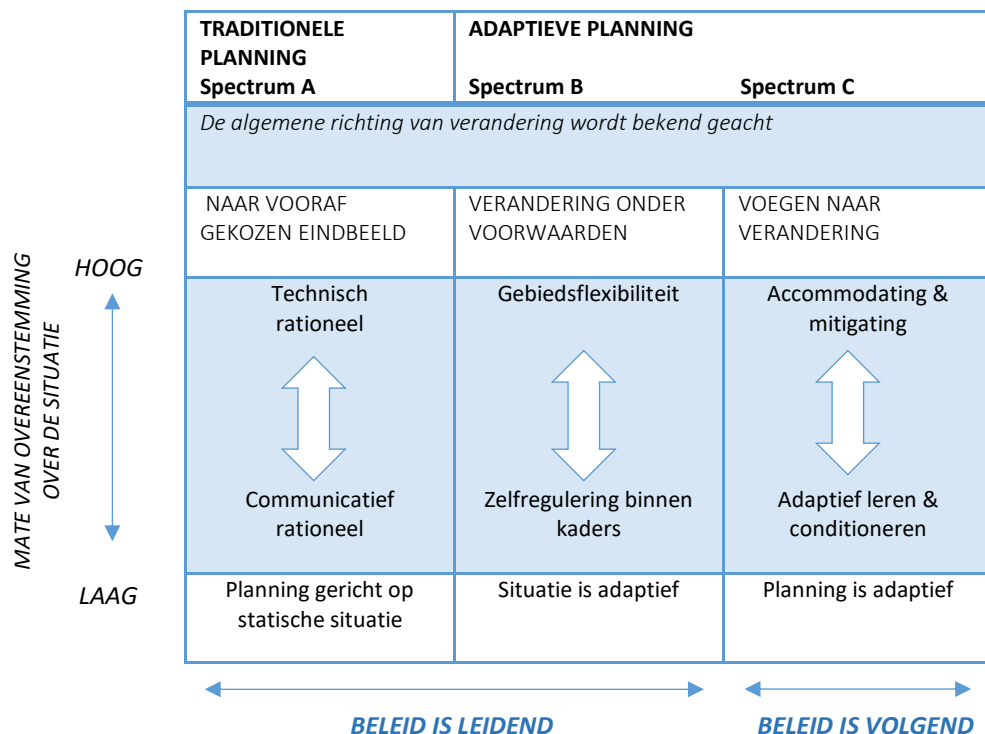 TRADITIONELE
PLANNING
Spectrum A
ADAPTIEVE PLANNING
Spectrum B
Spectrum C
De algemene richting van verandering wordt bekend geacht
NAAR VOORAF
GEKOZEN EINDBEELD
VERANDERING ONDER
VOORWAARDEN
VOEGEN NAAR
VERANDERING
MATE VAN OVEREENSTEMMING
OVER DE SITUATIE
HOOG
Technisch
rationeel
Gebiedsflexibiliteit
Accommodating &
mitigating
Communicatief
rationeel
Zelfregulering binnen
kaders
Adaptief leren &
conditioneren
LAAG
Planning gericht op
statische situatie
Situatie is adaptief
Planning is adaptief
BELEID IS LEIDEND
BELEID IS VOLGEND